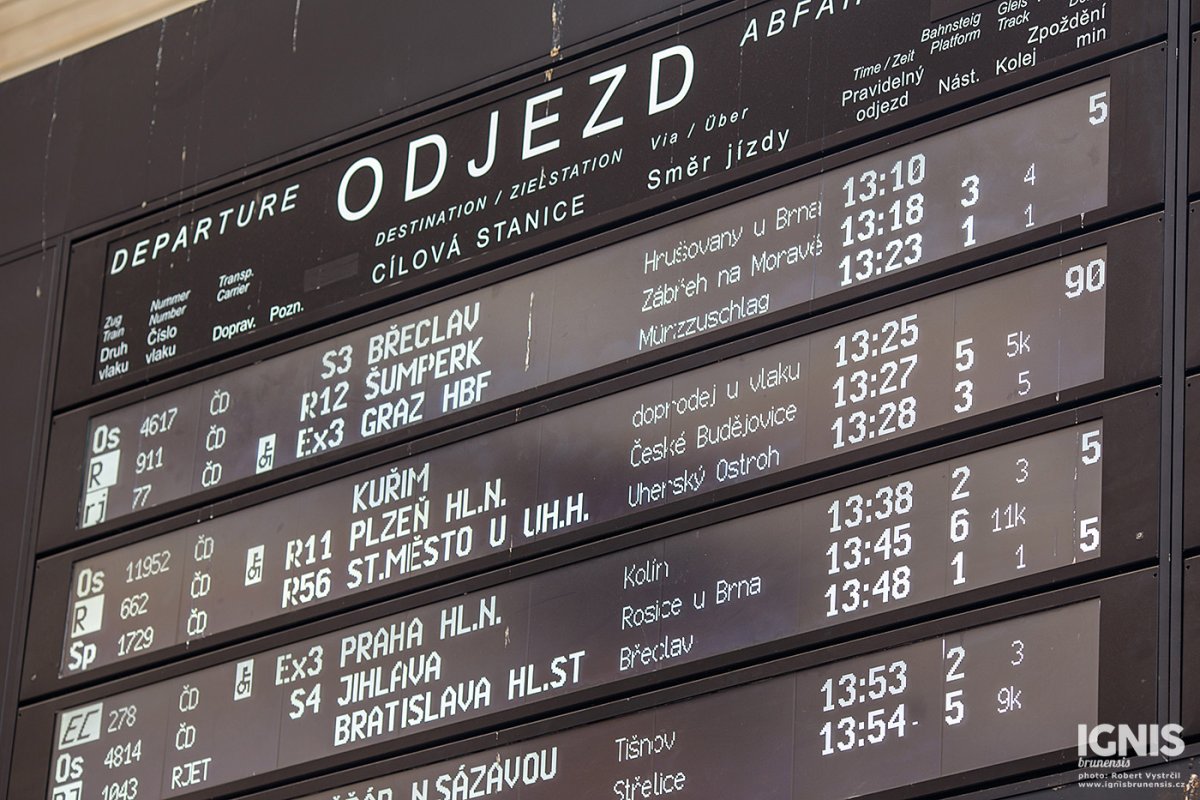 DEPARTURE ODJEZD
Zug Train Druh vlaku
Nummer Number Číslo vlaku
Transp. Carrier Doprav.
Pozn.
DESTINATION / ZIELSTATION
CÍLOVÁ STANICE
Via / Über
Směr jízdy
Time / Zeit Pravidelný odjezd
Bahnsteig Platform Nást.
Gleis Track Kolej
Zpoždění min
Os 4617 ČD S3 BŘECLAV Hrušovany u Brna 13:10 5
R 911 ČD R12 ŠUMPERK Zábřeh na Moravě 13:18 3 4
rj 77 ČD Ex3 GRAZ HBF Münzzuschlag 13:23 1 1
Os 11952 ČD KUŘIM doprodej u vlaku 13:25 90
R 662 ČD R11 PLZEŇ HL.N. České Budějovice 13:27 5 5k
Sp 1729 ČD R56 ST.MĚSTO U UH.H. Uherský Ostroh 13:28 3 5
EC 278 ČD Ex3 PRAHA HL.N. Kolín 13:38 2 3 5
Os 4814 ČD S4 JIHLAVA Rosice u Brna 13:45 6 11k
RJ 1043 RJET BRATISLAVA HL.ST Břeclav 13:48 1 1 5
N.SÁZAVOU Tišnov 13:53 2 3
Střelice 13:54 5 9k
IGNIS
brunensis
photo: Robert Vystrčil
www.ignisbrunensis.cz